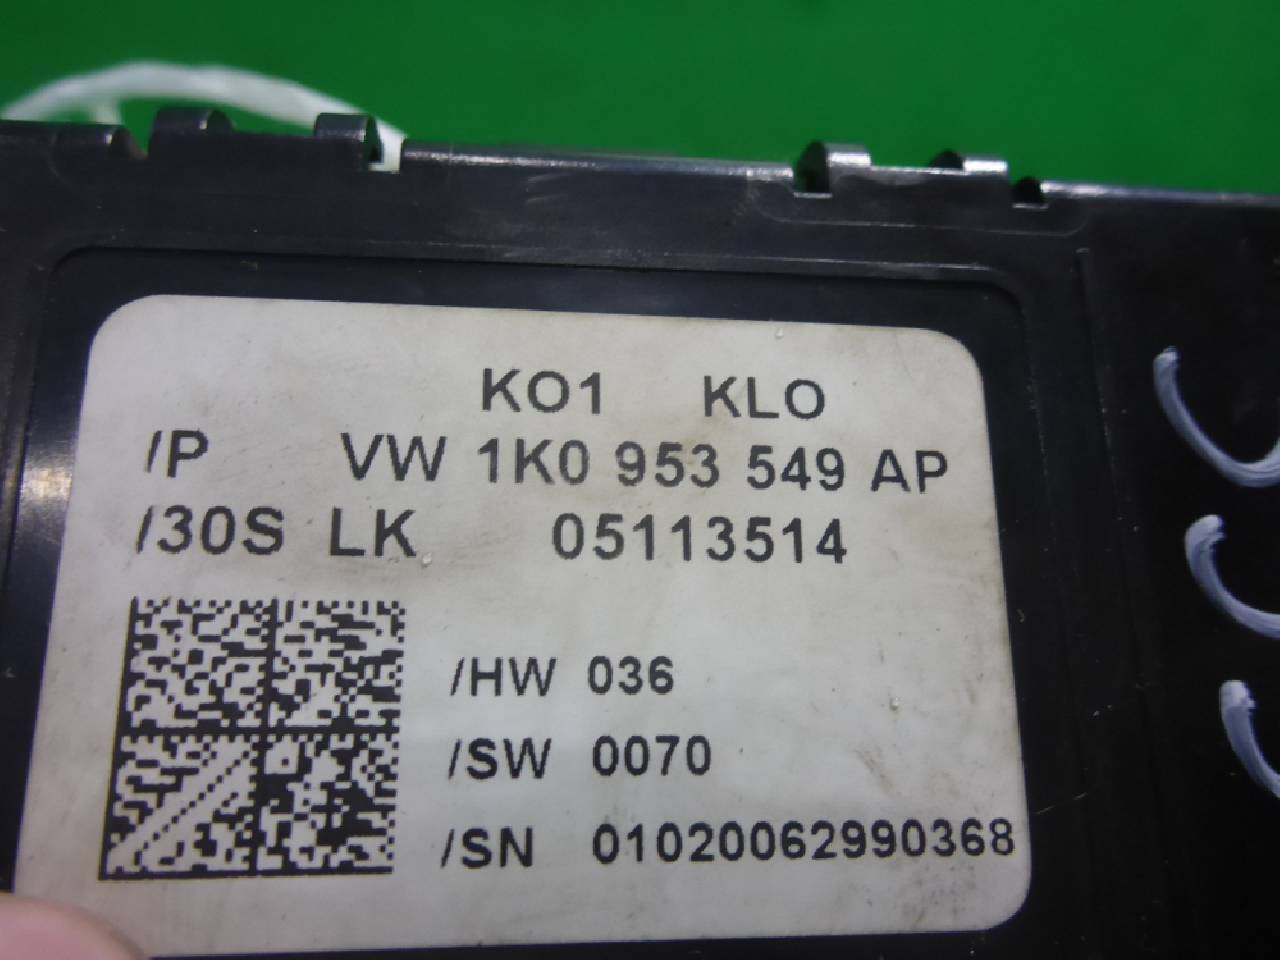 KO1 KLO
/P VW 1K0 953 549 AP
/30S LK 05113514
/HW 036
/SW 0070
/SN 01020062990368